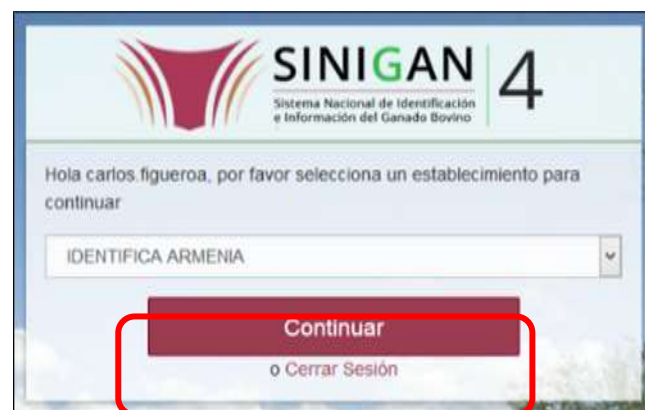 SINIGAN 4
Sistema Nacional de Identificación
e Información del Ganado Bovino
Hola carlos.figueroa, por favor selecciona un establecimiento para
continuar
IDENTIFICA ARMENIA
Continuar
o Cerrar Sesión